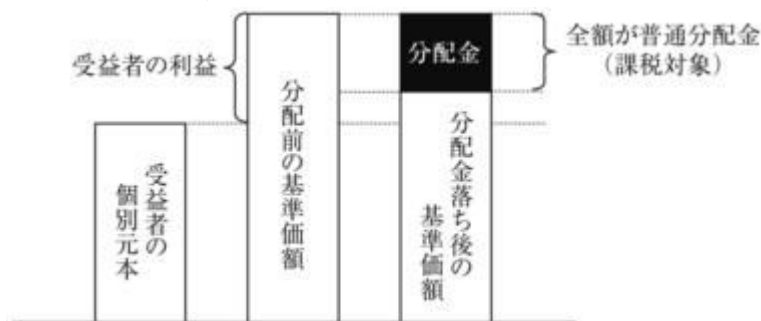 受益者の利益
分配金
全額が普通分配金
（課税対象）
受益者の
個別元本
分配前の基準価額
分配金落ち後の
基準価額